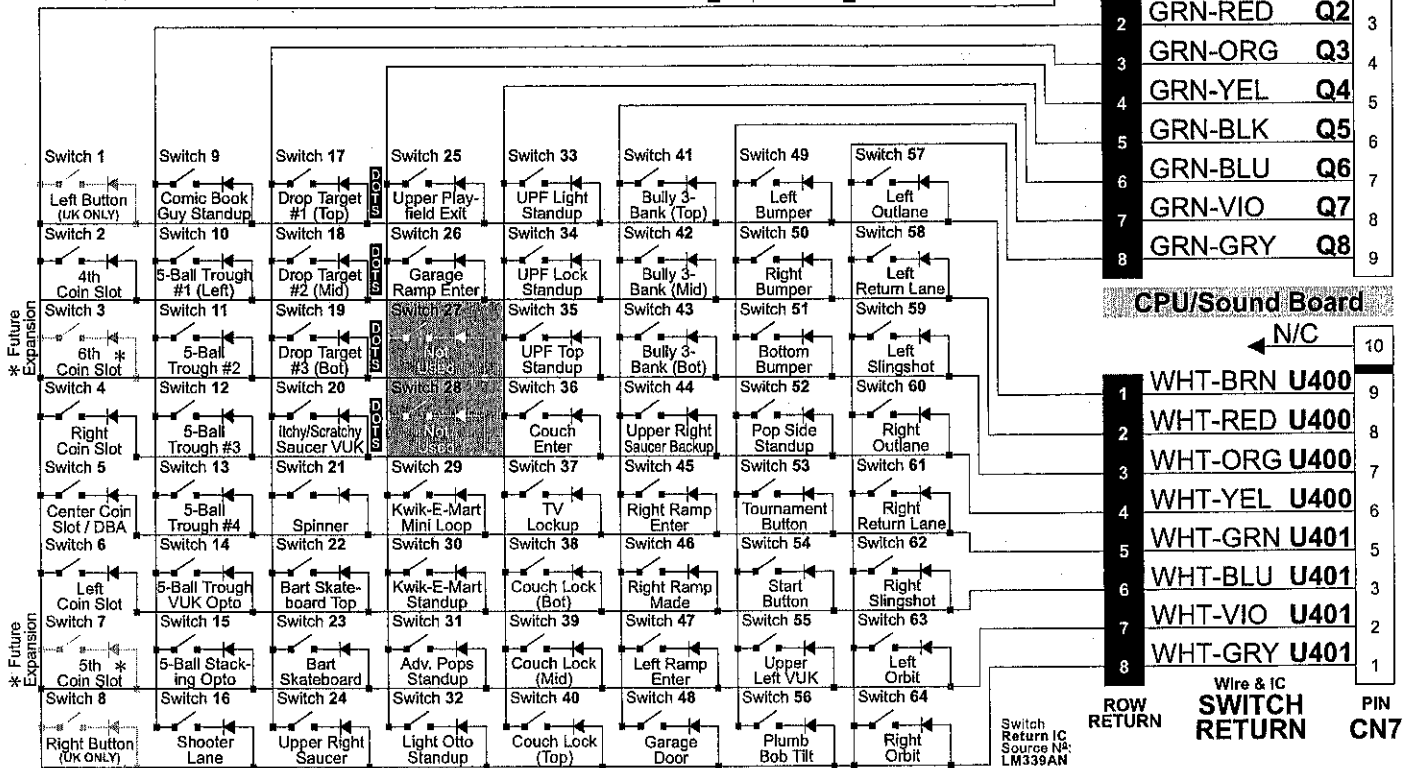 2 GRN-RED Q2 3
3 GRN-ORG Q3 4
4 GRN-YEL Q4 5
5 GRN-BLK Q5 6
6 GRN-BLU Q6 7
7 GRN-VIO Q7 8
8 GRN-GRY Q8 9
CPU/Sound Board
N/C 10
1 WHT-BRN U400 9
2 WHT-RED U400 8
3 WHT-ORG U400 7
4 WHT-YEL U400 6
5 WHT-GRN U401 5
6 WHT-BLU U401 3
7 WHT-VIO U401 2
8 WHT-GRY U401 1
ROW
RETURN
Wire & IC
SWITCH
RETURN
PIN
CN7
Switch
Return IC
Source Nº:
LM339AN
Switch 1
Left Button
(UK ONLY)
Switch 9
Comic Book
Guy Standup
Switch 17
Drop Target
#1 (Top)
DOTS
Switch 25
Upper Play-
field Exit
Switch 33
UPF Light
Standup
Switch 41
Bully 3-
Bank (Top)
Switch 49
Left
Bumper
Switch 57
Left
Outlane
Switch 2
4th
Coin Slot
Switch 10
5-Ball Trough
#1 (Left)
Switch 18
Drop Target
#2 (Mid)
DOTS
Switch 26
Garage
Ramp Enter
Switch 34
UPF Lock
Standup
Switch 42
Bully 3-
Bank (Mid)
Switch 50
Right
Bumper
Switch 58
Left
Return Lane
* Future
Expansion
Switch 3
6th *
Coin Slot
Switch 11
5-Ball
Trough #2
Switch 19
Drop Target
#3 (Bot)
DOTS
Switch 27
Not
Used
Switch 35
UPF Top
Standup
Switch 43
Bully 3-
Bank (Bot)
Switch 51
Bottom
Bumper
Switch 59
Left
Slingshot
Switch 4
Right
Coin Slot
Switch 12
5-Ball
Trough #3
Switch 20
Itchy/Scratchy
Saucer VUK
DOTS
Switch 28
Not
Used
Switch 36
Couch
Enter
Switch 44
Upper Right
Saucer Backup
Switch 52
Pop Side
Standup
Switch 60
Right
Outlane
Switch 5
Center Coin
Slot / DBA
Switch 13
5-Ball
Trough #4
Switch 21
Spinner
Switch 29
Kwik-E-Mart
Mini Loop
Switch 37
TV
Lockup
Switch 45
Right Ramp
Enter
Switch 53
Tournament
Button
Switch 61
Right
Return Lane
Switch 6
Left
Coin Slot
Switch 14
5-Ball Trough
VUK Opto
Switch 22
Bart Skate-
board Top
Switch 30
Kwik-E-Mart
Standup
Switch 38
Couch Lock
(Bot)
Switch 46
Right Ramp
Made
Switch 54
Start
Button
Switch 62
Right
Slingshot
* Future
Expansion
Switch 7
5th *
Coin Slot
Switch 15
5-Ball Stack-
ing Opto
Switch 23
Bart
Skateboard
Switch 31
Adv. Pops
Standup
Switch 39
Couch Lock
(Mid)
Switch 47
Left Ramp
Enter
Switch 55
Upper
Left VUK
Switch 63
Left
Orbit
Switch 8
Right Button
(UK ONLY)
Switch 16
Shooter
Lane
Switch 24
Upper Right
Saucer
Switch 32
Light Otto
Standup
Switch 40
Couch Lock
(Top)
Switch 48
Garage
Door
Switch 56
Plumb
Bob Tilt
Switch 64
Right
Orbit